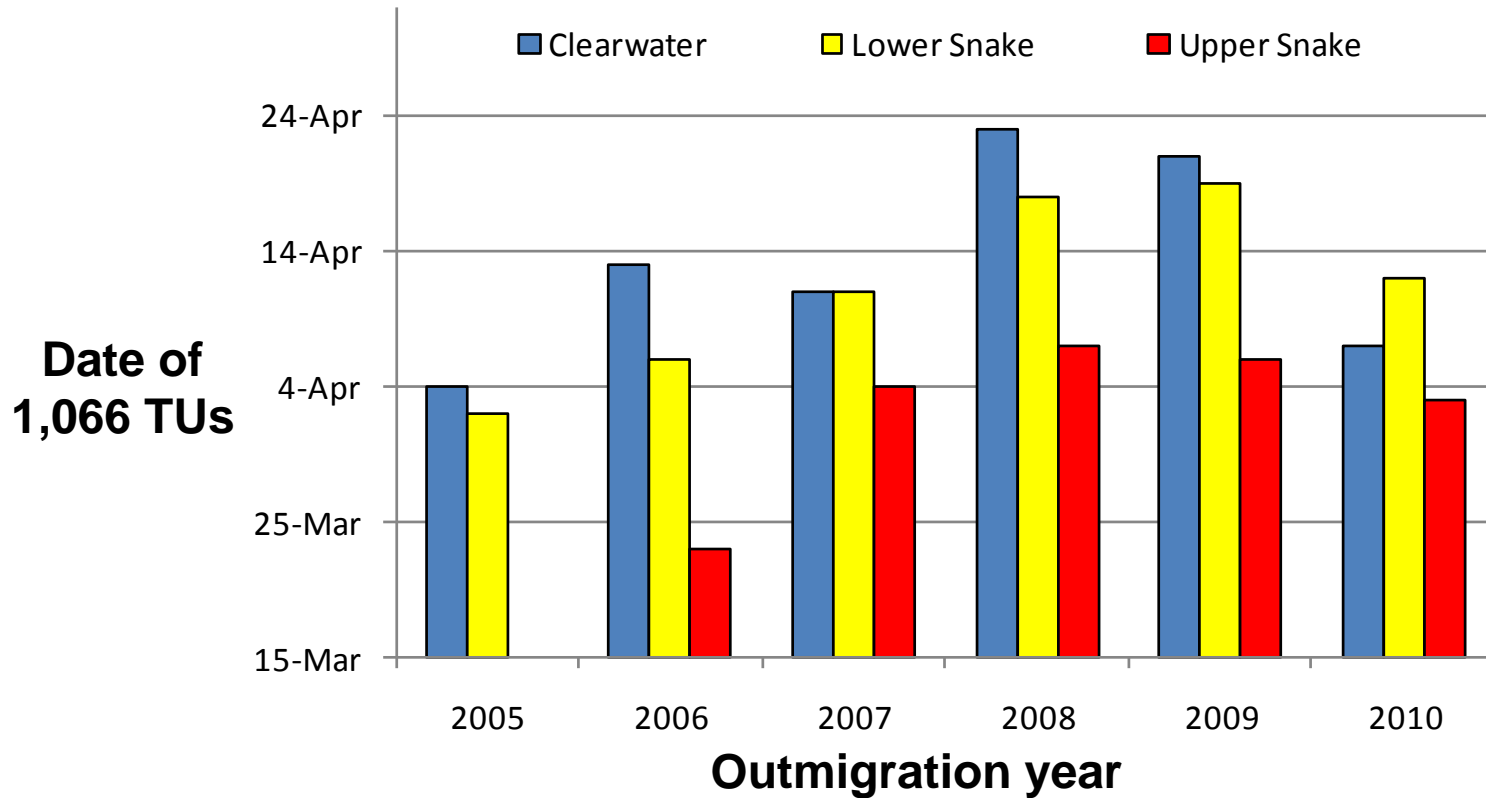 Clearwater Lower Snake Upper Snake
24-Apr
14-Apr
4-Apr
25-Mar
15-Mar
Date of
1,066 TUs
2005 2006 2007 2008 2009 2010
Outmigration year